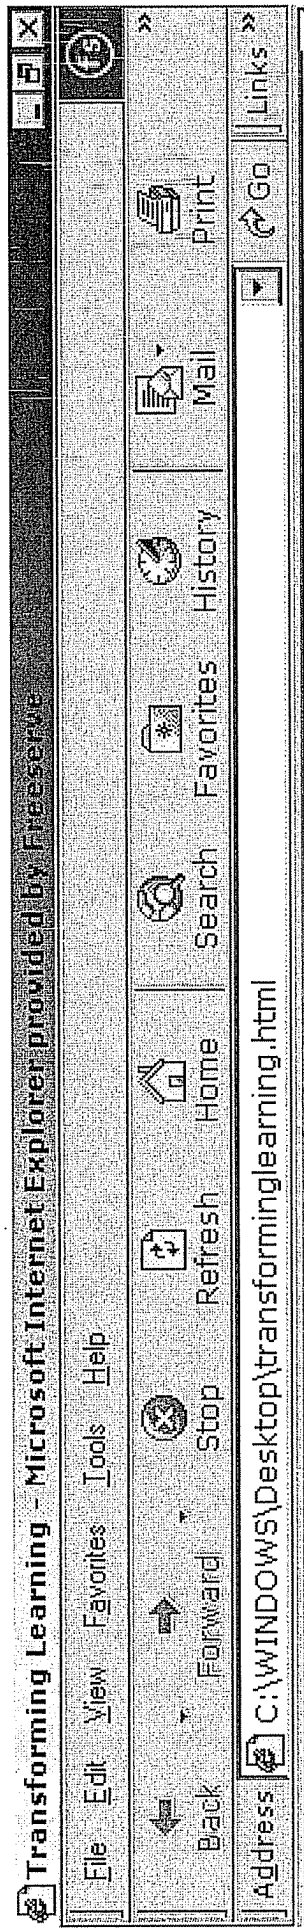 Transforming Learning - Microsoft Internet Explorer provided by Freeserve
File Edit View Favorites Tools Help
fs
Back Forward Stop Refresh Home Search Favorites History Mail Print »
Address C:\WINDOWS\Desktop\transforminglearning.html Go Links »